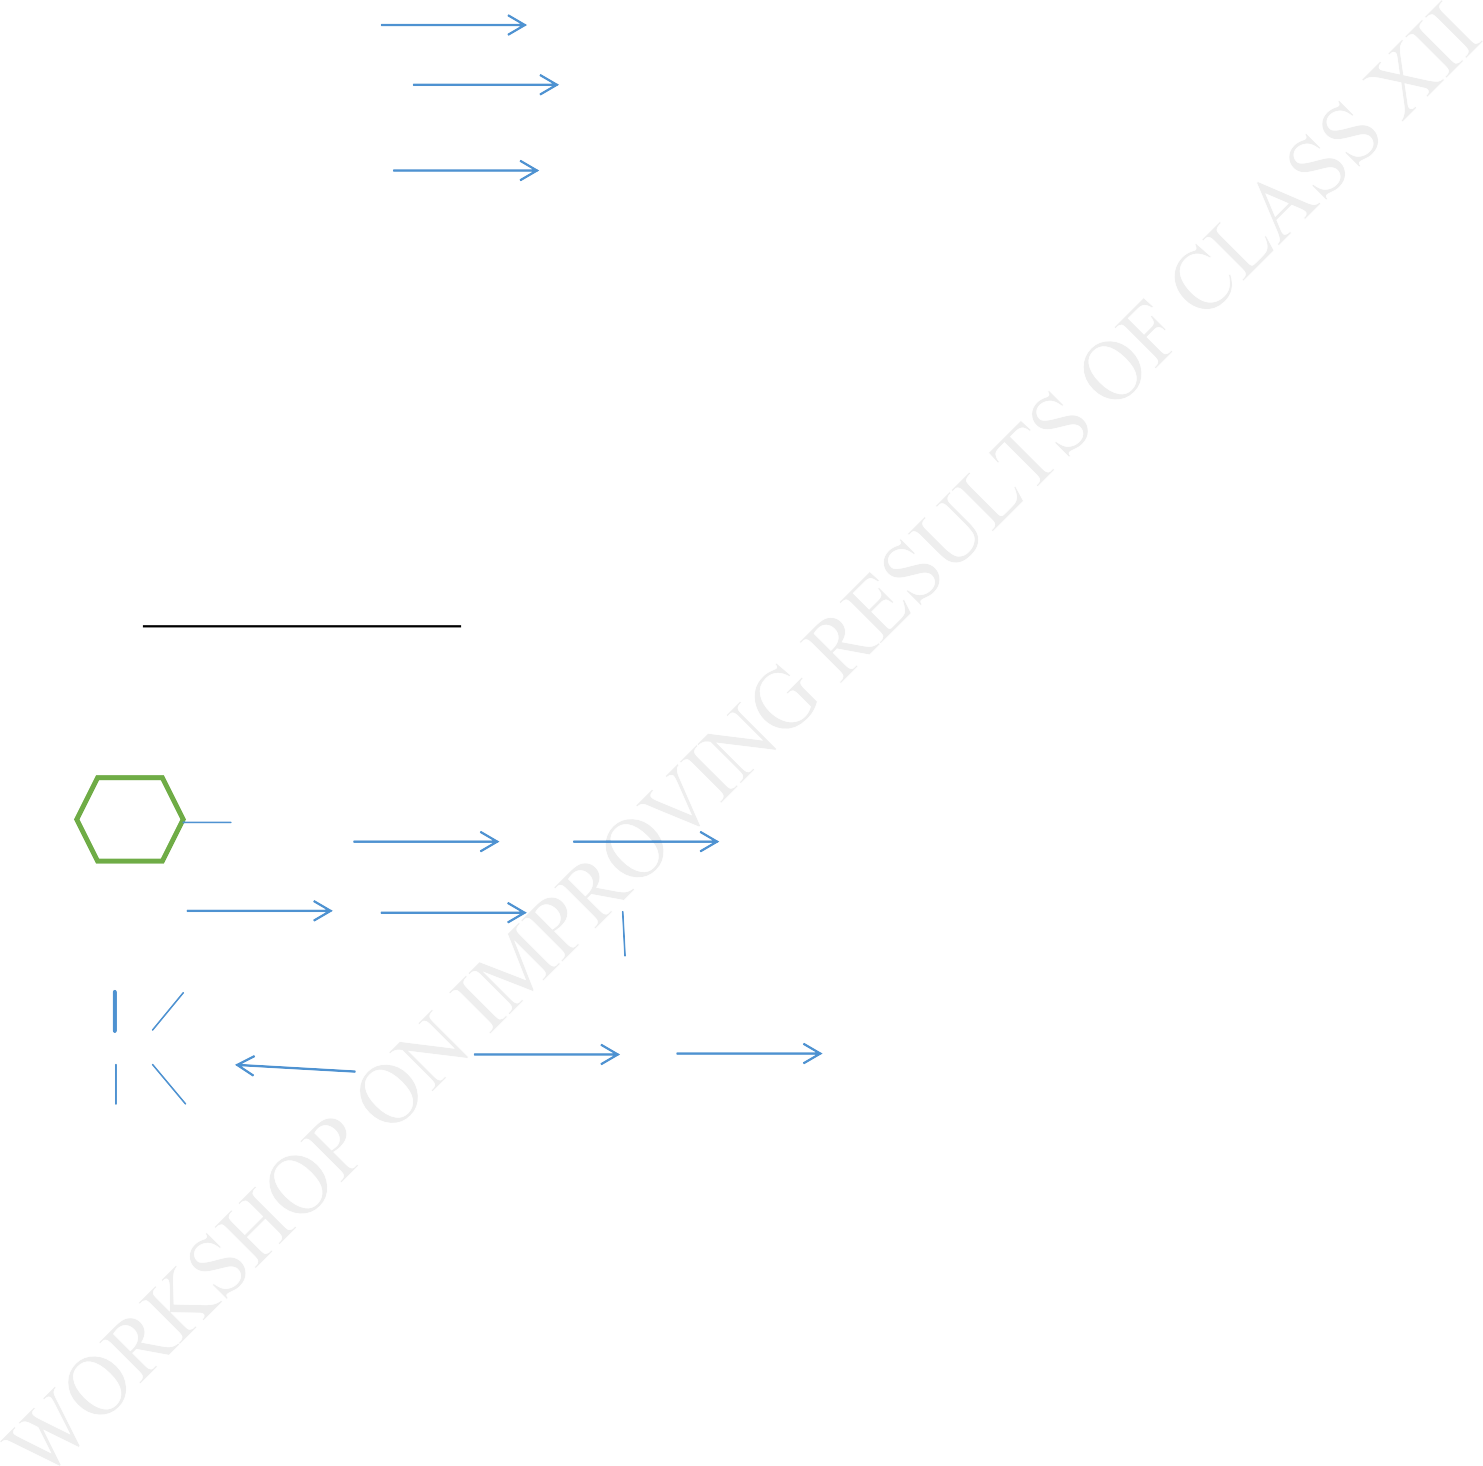 WORKSHOP ON IMPROVING RESULTS OF CLASS XII